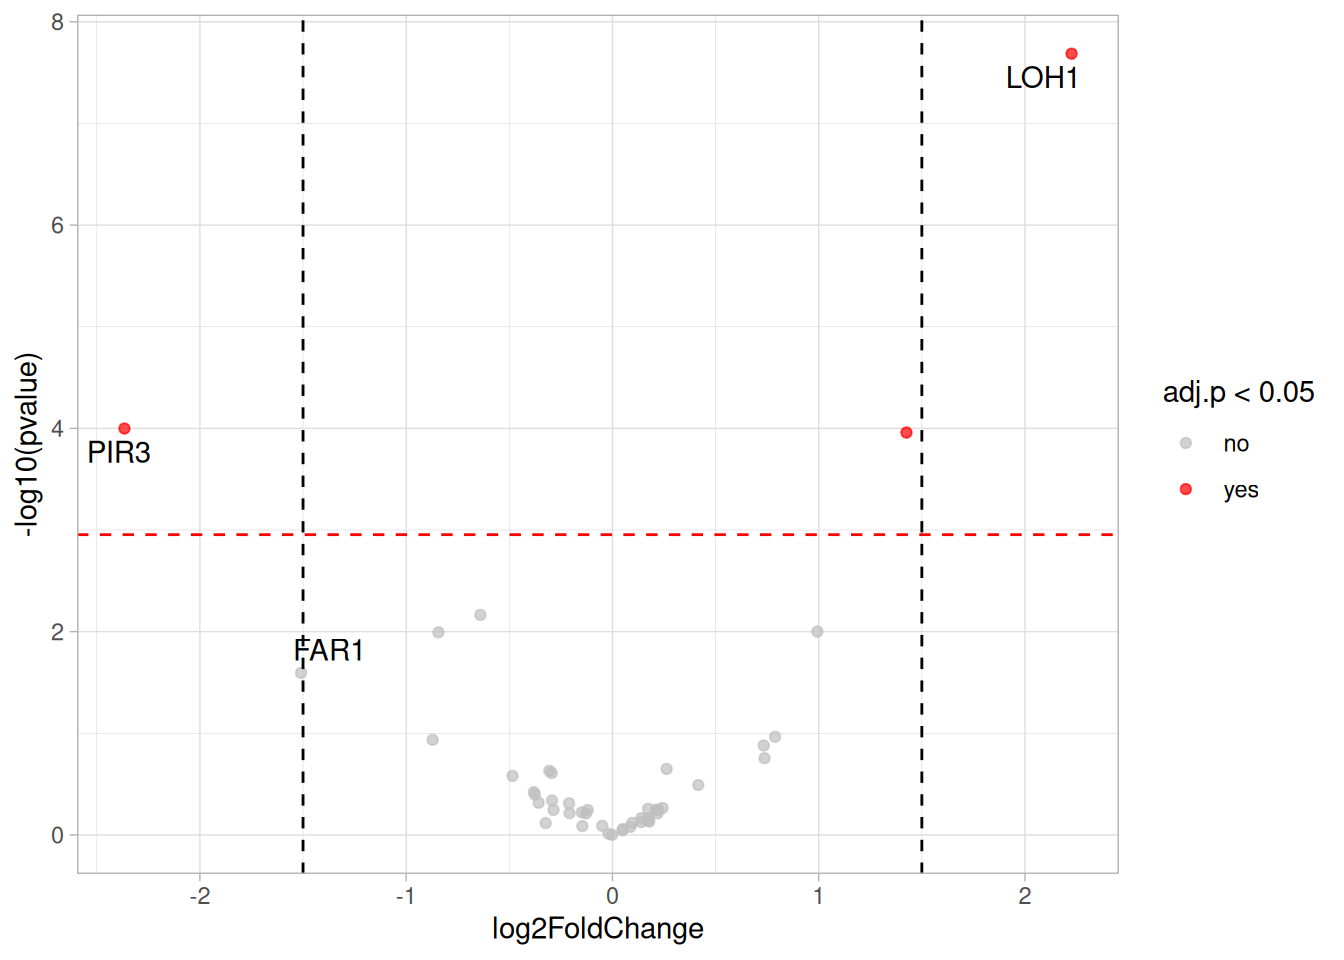 8
LOH1
6
-log10(pvalue)
adj.p < 0.05
4
PIR3
no
yes
2
FAR1
0
-2
-1
0
1
2
log2FoldChange